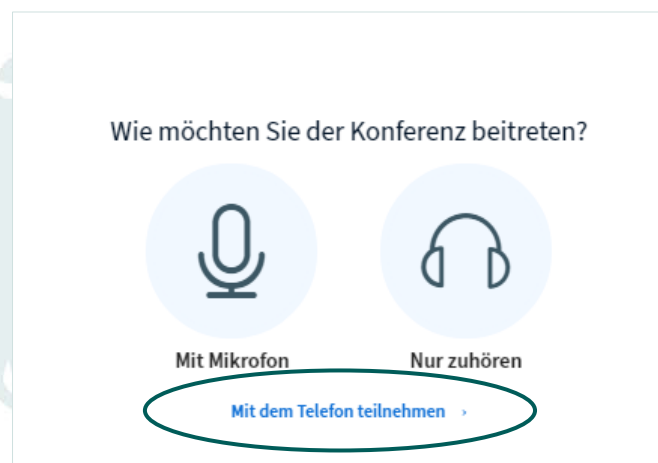 Wie möchten Sie der Konferenz beitreten?
Mit Mikrofon
Nur zuhören
Mit dem Telefon teilnehmen ›